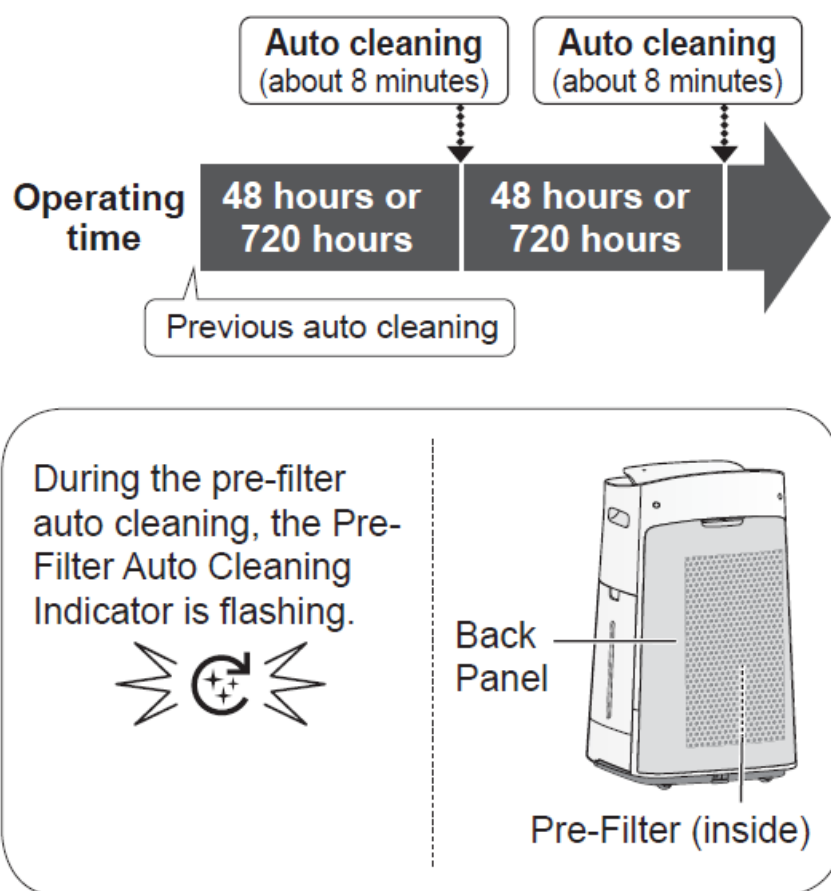 Auto cleaning
(about 8 minutes)
Auto cleaning
(about 8 minutes)
Operating
time
48 hours or
720 hours
48 hours or
720 hours
Previous auto cleaning
During the pre-filter
auto cleaning, the Pre-
Filter Auto Cleaning
Indicator is flashing.
Back
Panel
Pre-Filter (inside)